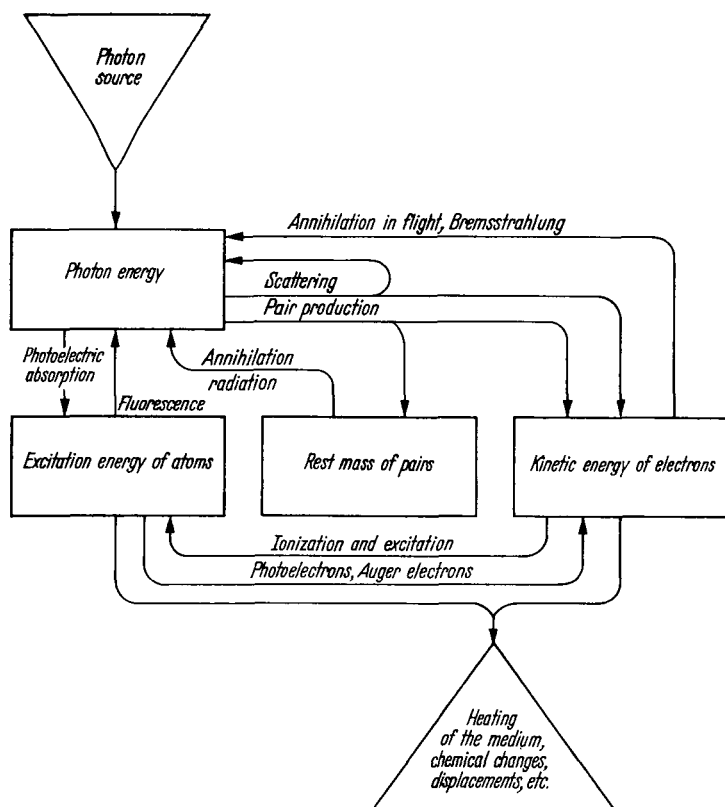 Photon
source
Annihilation in flight, Bremsstrahlung
Photon energy
Scattering
Pair production
Photoelectric
absorption
Annihilation
radiation
Fluorescence
Excitation energy of atoms
Rest mass of pairs
Kinetic energy of electrons
Ionization and excitation
Photoelectrons, Auger electrons
Heating
of the medium,
chemical changes,
displacements, etc.